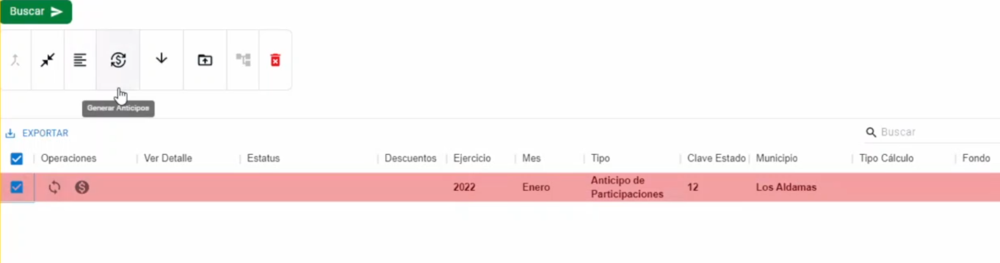 Buscar
Generar Anticipos
EXPORTAR
Buscar
Operaciones Ver Detalle Estatus Descuentos Ejercicio Mes Tipo Clave Estado Municipio Tipo Cálculo Fondo
2022 Enero Anticipo de Participaciones 12 Los Aldamas